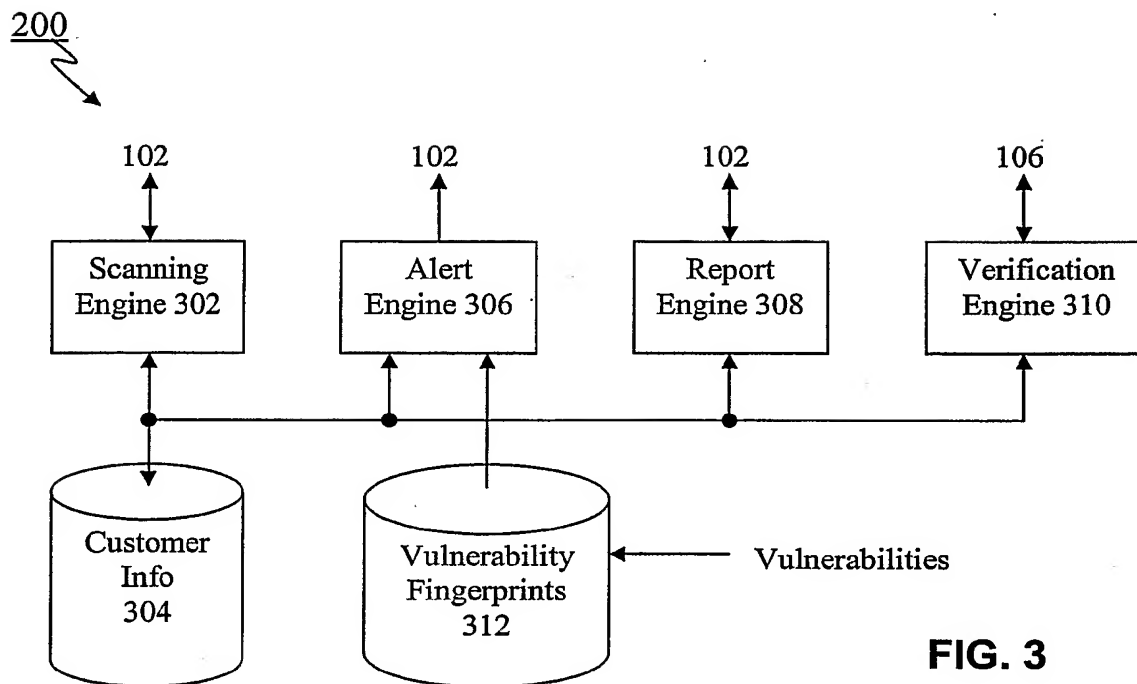 200
102
102
102
106
Scanning
Engine 302
Alert
Engine 306
Report
Engine 308
Verification
Engine 310
Customer
Info
304
Vulnerability
Fingerprints
312
Vulnerabilities
FIG. 3